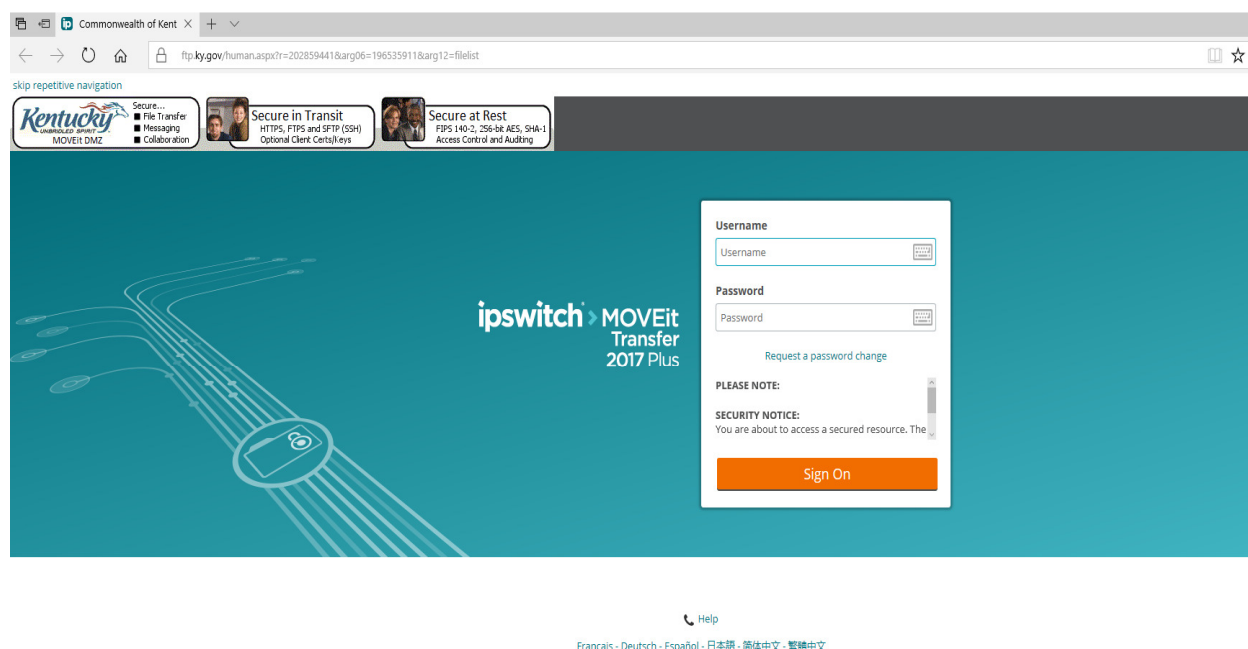 Commonwealth of Kent
ftp.ky.gov/human.aspx?r=202859441&arg06=196535911&arg12=filelist
skip repetitive navigation
Kentucky
UNBRIDLED SPIRIT
MOVEit DMZ
Secure...
■ File Transfer
■ Messaging
■ Collaboration
Secure in Transit
HTTPS, FTPS and SFTP (SSH)
Optional Client Certs/Keys
Secure at Rest
FIPS 140-2, 256-bit AES, SHA-1
Access Control and Auditing
ipswitch > MOVEit
Transfer
2017 Plus
Username
Username
Password
Password
Request a password change
PLEASE NOTE:
SECURITY NOTICE:
You are about to access a secured resource. The
Sign On
Help
Français - Deutsch - Español - 日本語 - 简体中文 - 繁體中文